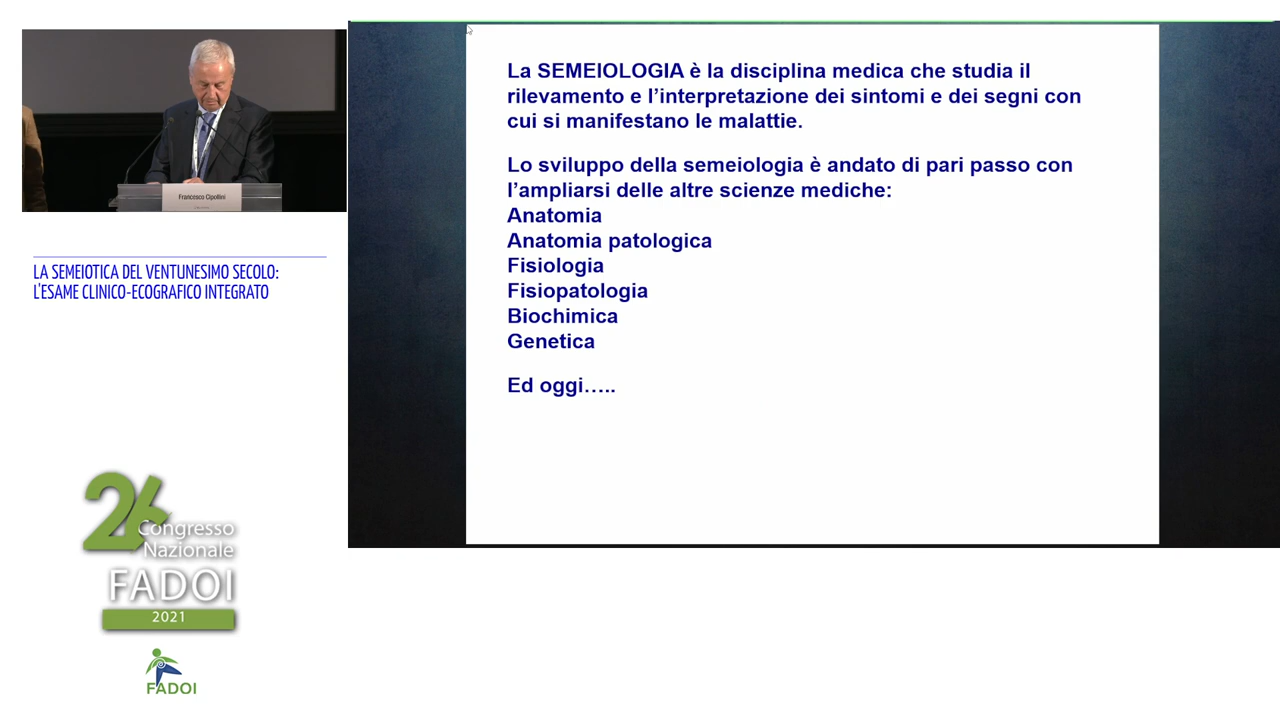 Francesco Cipollini
LA SEMEIOTICA DEL VENTUNESIMO SECOLO:
L'ESAME CLINICO-ECOGRAFICO INTEGRATO
26
Congresso
Nazionale
FADOI
2021
FADOI
La SEMEIOLOGIA è la disciplina medica che studia il
rilevamento e l’interpretazione dei sintomi e dei segni con
cui si manifestano le malattie.
Lo sviluppo della semeiologia è andato di pari passo con
l’ampliarsi delle altre scienze mediche:
Anatomia
Anatomia patologica
Fisiologia
Fisiopatologia
Biochimica
Genetica
Ed oggi…..